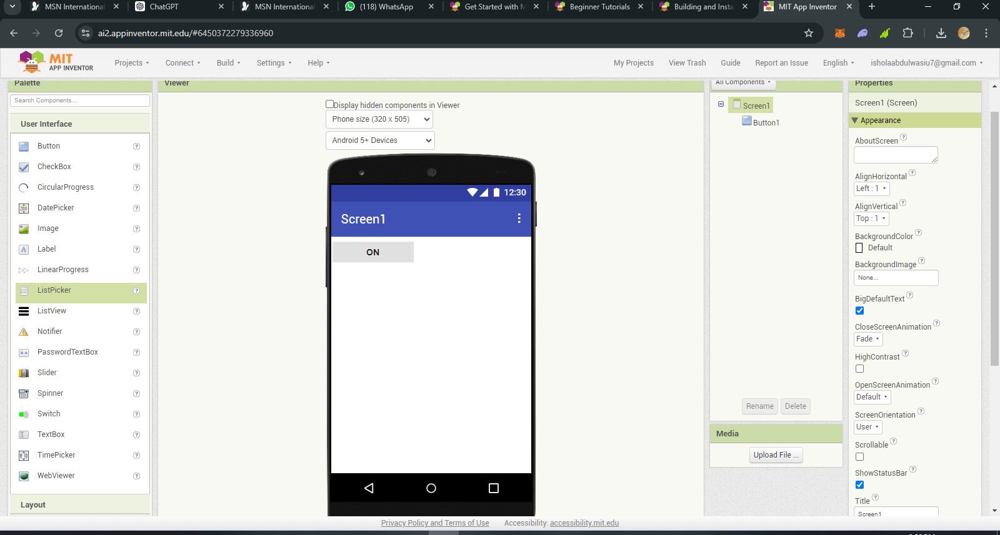 MSN International
ChatGPT
MSN International
(118) WhatsApp
Get Started with M
Beginner Tutorials
Building and Insta
MIT App Inventor
ai2.appinventor.mit.edu/#6450372279336960
MIT
APP INVENTOR
Projects
Connect
Build
Settings
Help
My Projects
View Trash
Guide
Report an Issue
English
isholaabdulwasiu7@gmail.com
Palette
Search Components...
User Interface
Button
CheckBox
CircularProgress
DatePicker
Image
Label
LinearProgress
ListPicker
ListView
Notifier
PasswordTextBox
Slider
Spinner
Switch
TextBox
TimePicker
WebViewer
Layout
Viewer
Display hidden components in Viewer
Phone size (320 x 505)
Android 5+ Devices
12:30
Screen1
ON
All Components
Screen1
Button1
Rename
Delete
Media
Upload File ...
Properties
Screen1 (Screen)
Appearance
AboutScreen
AlignHorizontal
Left : 1
AlignVertical
Top : 1
BackgroundColor
Default
BackgroundImage
None...
BigDefaultText
CloseScreenAnimation
Fade
HighContrast
OpenScreenAnimation
Default
ScreenOrientation
User
Scrollable
ShowStatusBar
Title
Screen1
Privacy Policy and Terms of Use
Accessibility: accessibility.mit.edu